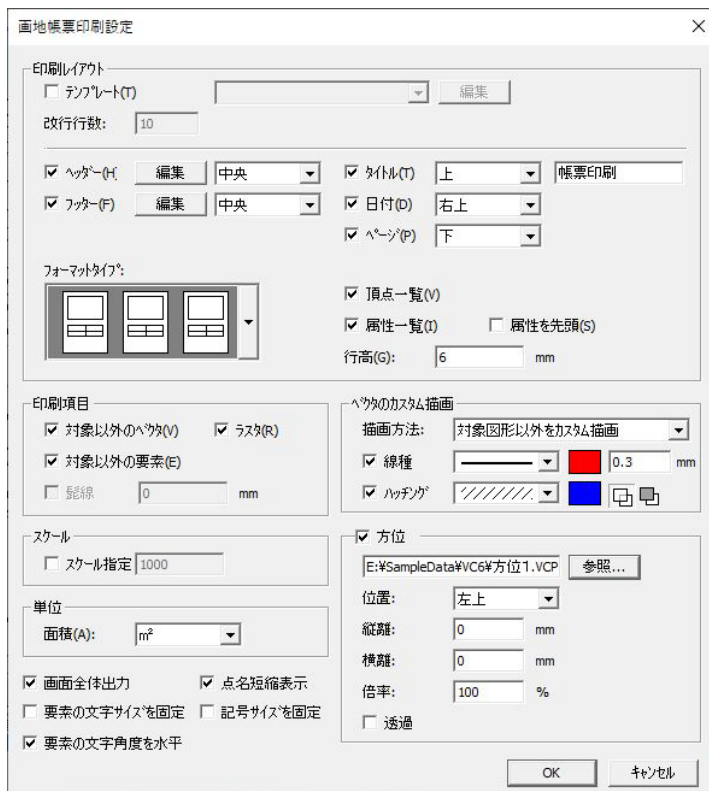 画地帳票印刷設定
印刷レイアウト
テンプレート(T) 編集
改行行数: 10
ヘッダー(H) 編集 中央 タイトル(T) 上 帳票印刷
フッター(F) 編集 中央 日付(D) 右上
ページ(P) 下
フォーマットタイプ:
頂点一覧(V)
属性一覧(I) 属性を先頭(S)
行高(G): 6 mm
印刷項目
対象以外のベクタ(V) ラスタ(R)
対象以外の要素(E)
髭線 0 mm
ベクタのカスタム描画
描画方法: 対象図形以外をカスタム描画
線種 0.3 mm
ハッチング
スケール
スケール指定 1000
単位
面積(A): m²
画面全体出力 点名短縮表示
要素の文字サイズを固定 記号サイズを固定
要素の文字角度を水平
方位
E:¥SampleData¥VC6¥方位1.VCP 参照...
位置: 左上
縦離: 0 mm
横離: 0 mm
倍率: 100 %
透過
OK キャンセル